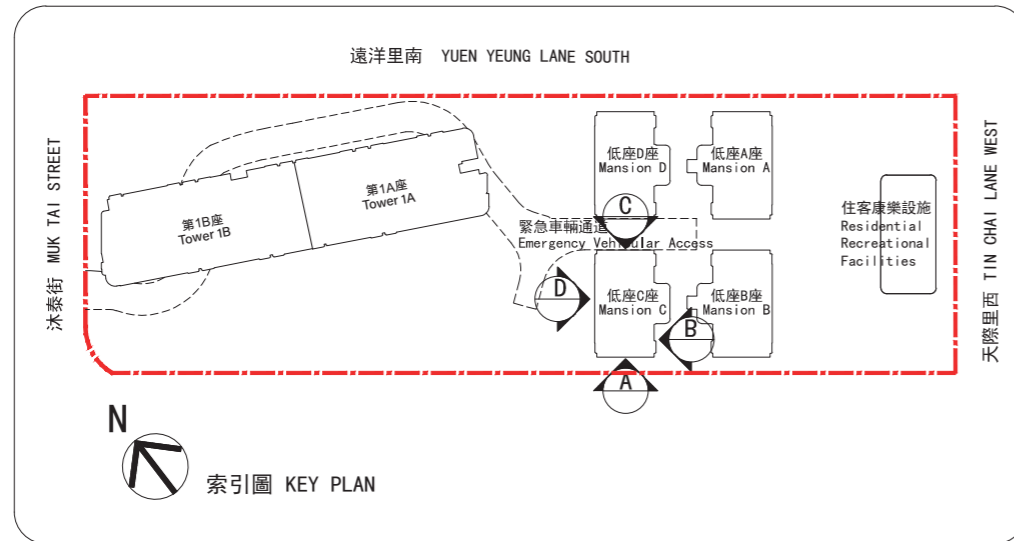 遠洋里南 YUEN YEUNG LANE SOUTH
沐泰街 MUK TAI STREET
天際里西 TIN CHAI LANE WEST
第1B座
Tower 1B
第1A座
Tower 1A
低座D座
Mansion D
低座A座
Mansion A
C
緊急車輛通道
Emergency Vehicular Access
住客康樂設施
Residential
Recreational
Facilities
D
低座C座
Mansion C
低座B座
Mansion B
B
A
N
索引圖 KEY PLAN